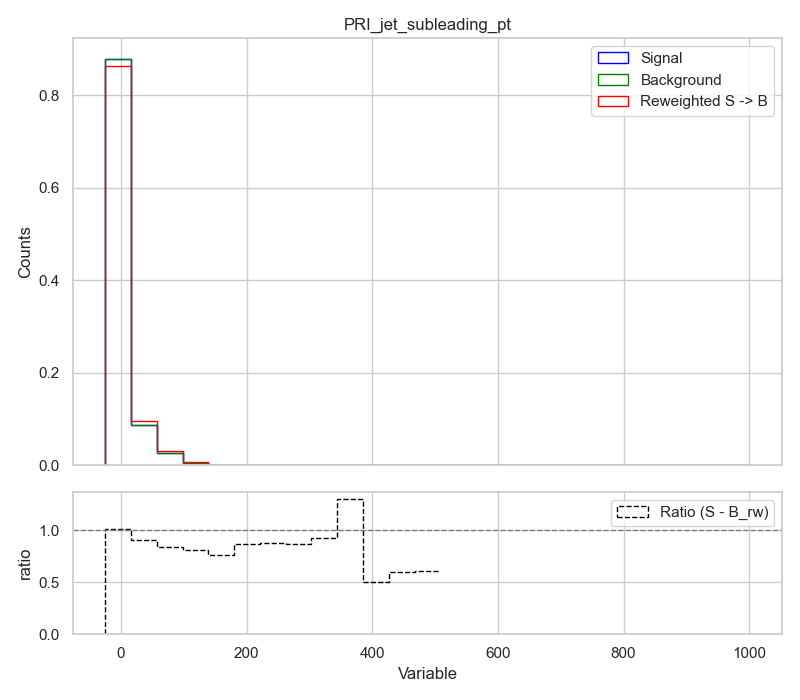 PRI_jet_subleading_pt
Signal
Background
Reweighted S -> B
0.8
0.6
0.4
0.2
0.0
Counts
Ratio (S - B_rw)
1.0
0.5
0.0
ratio
0 200 400 600 800 1000
Variable